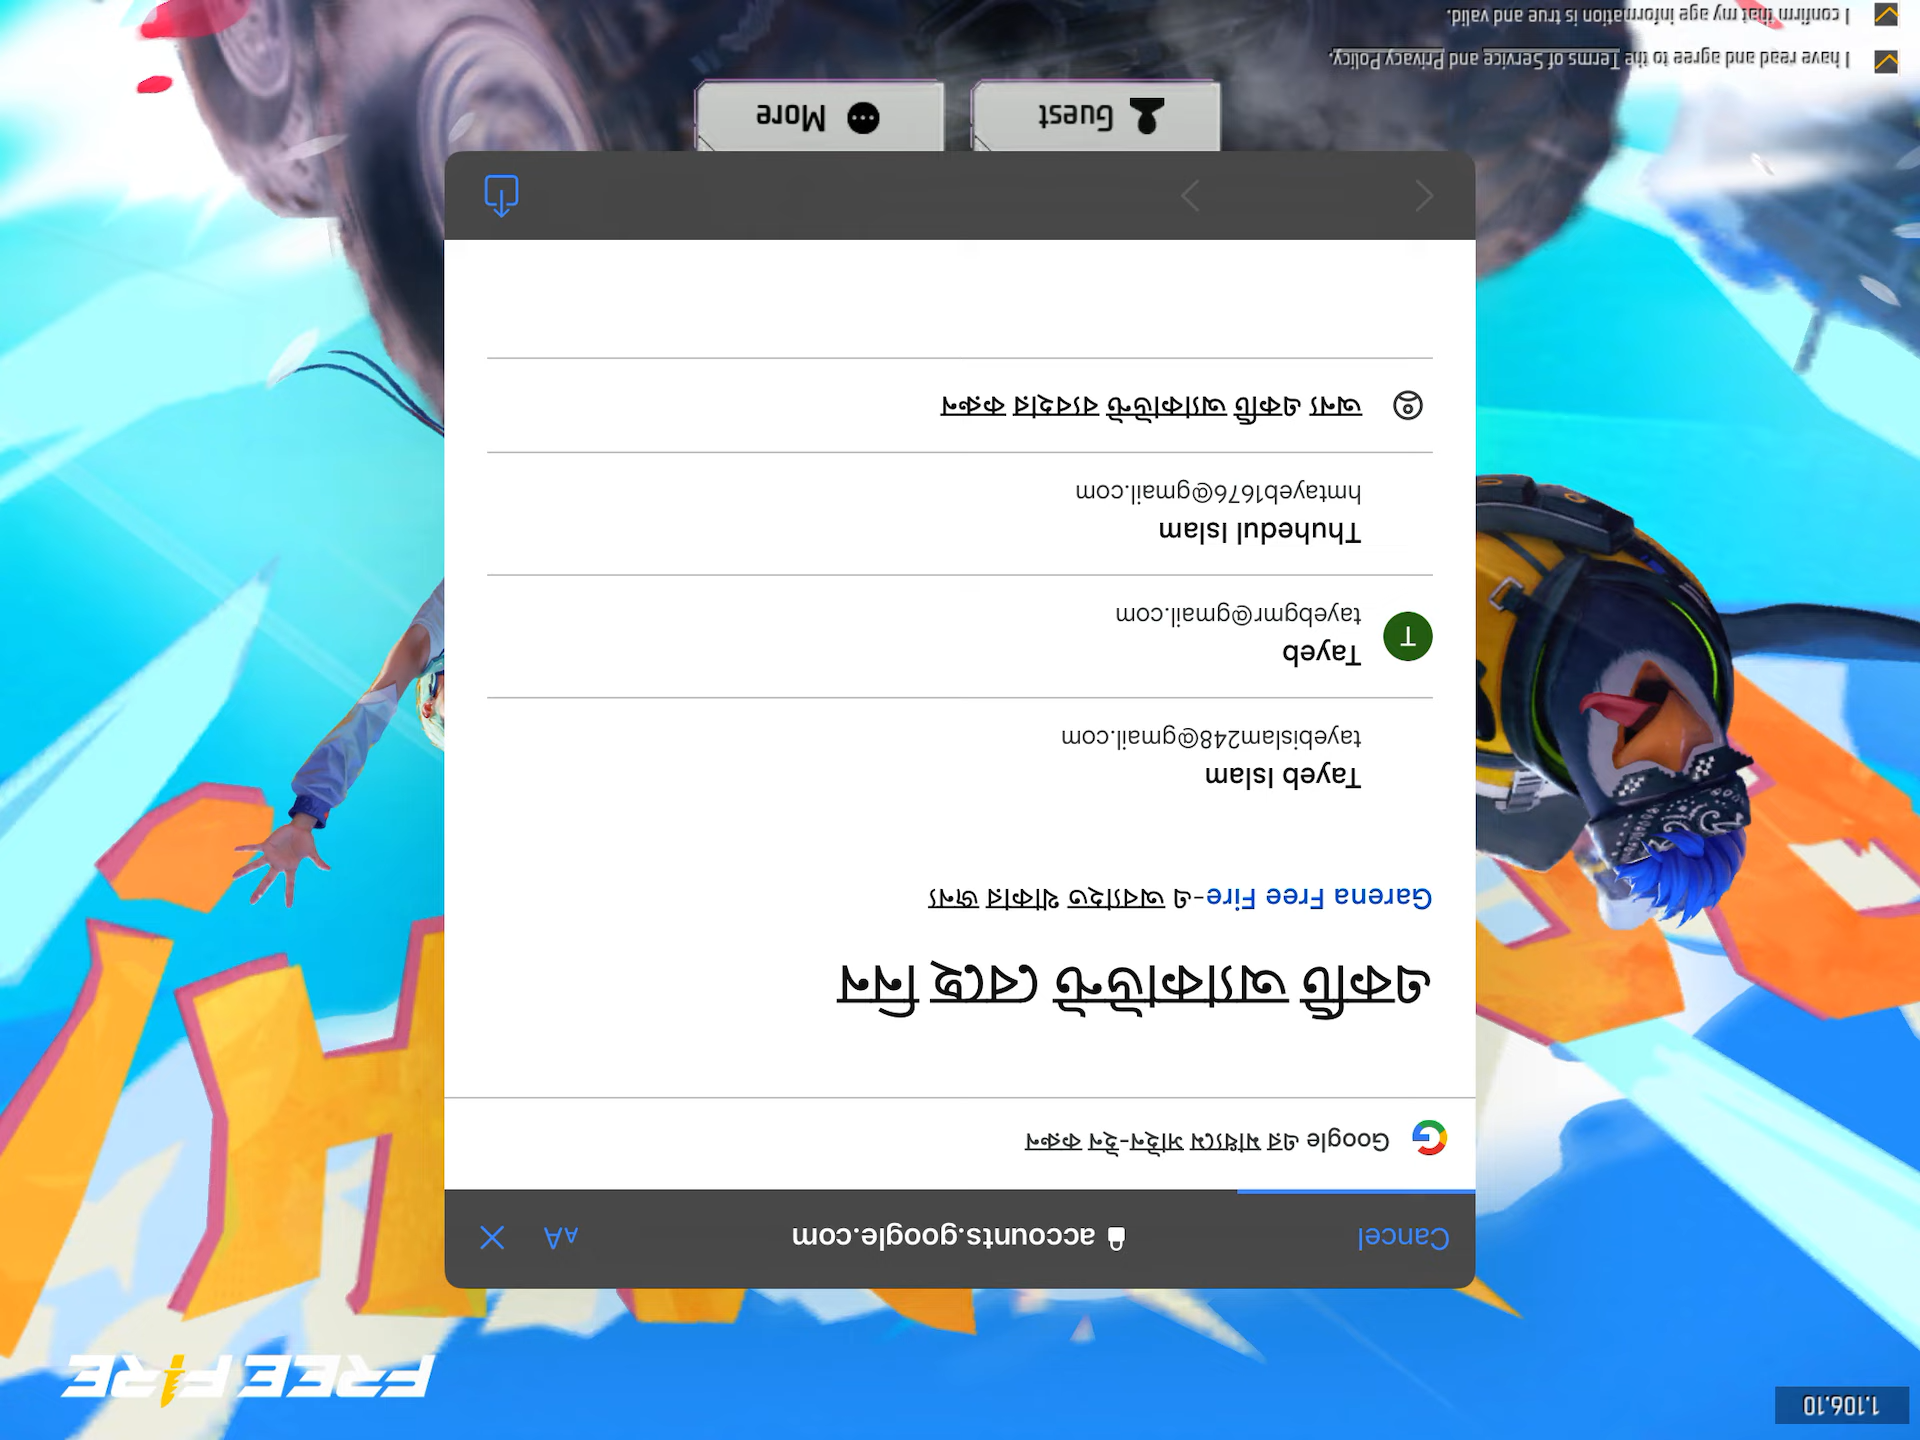 1.106.10
FREE FIRE
Cancel
accounts.google.com
AA
Google এর মাধ্যমে সাইন-ইন করুন
একটি অ্যাকাউন্ট বেছে নিন
Garena Free Fire-এ অব্যাহত থাকার জন্য
Tayeb Islam
tayebislam248@gmail.com
T
Tayeb
tayebgmr@gmail.com
Thuhedul Islam
hmtayeb1676@gmail.com
অন্য একটি অ্যাকাউন্ট ব্যবহার করুন
Guest
More
I have read and agree to the Terms of Service and Privacy Policy.
I confirm that my age information is true and valid.